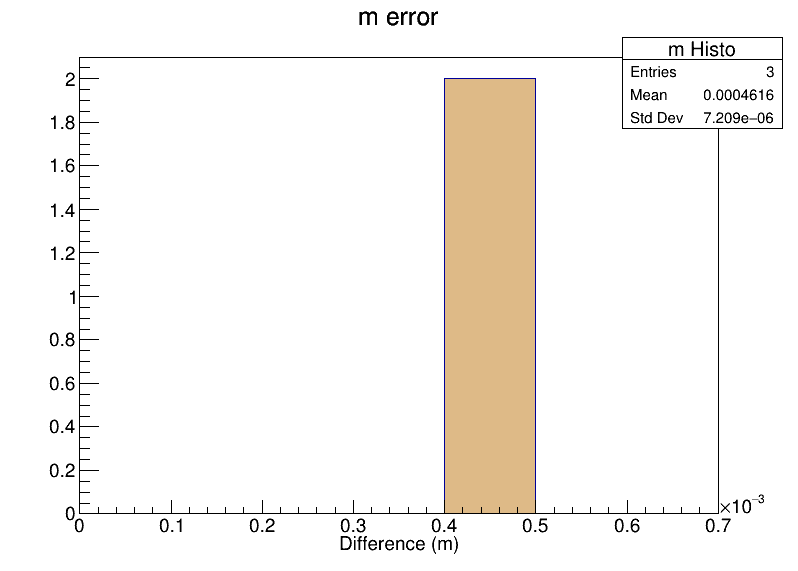 m error
m Histo
Entries 3
Mean 0.0004616
Std Dev 7.209e−06
2
1.8
1.6
1.4
1.2
1
0.8
0.6
0.4
0.2
0
0 0.1 0.2 0.3 0.4 0.5 0.6 0.7
×10−3
Difference (m)